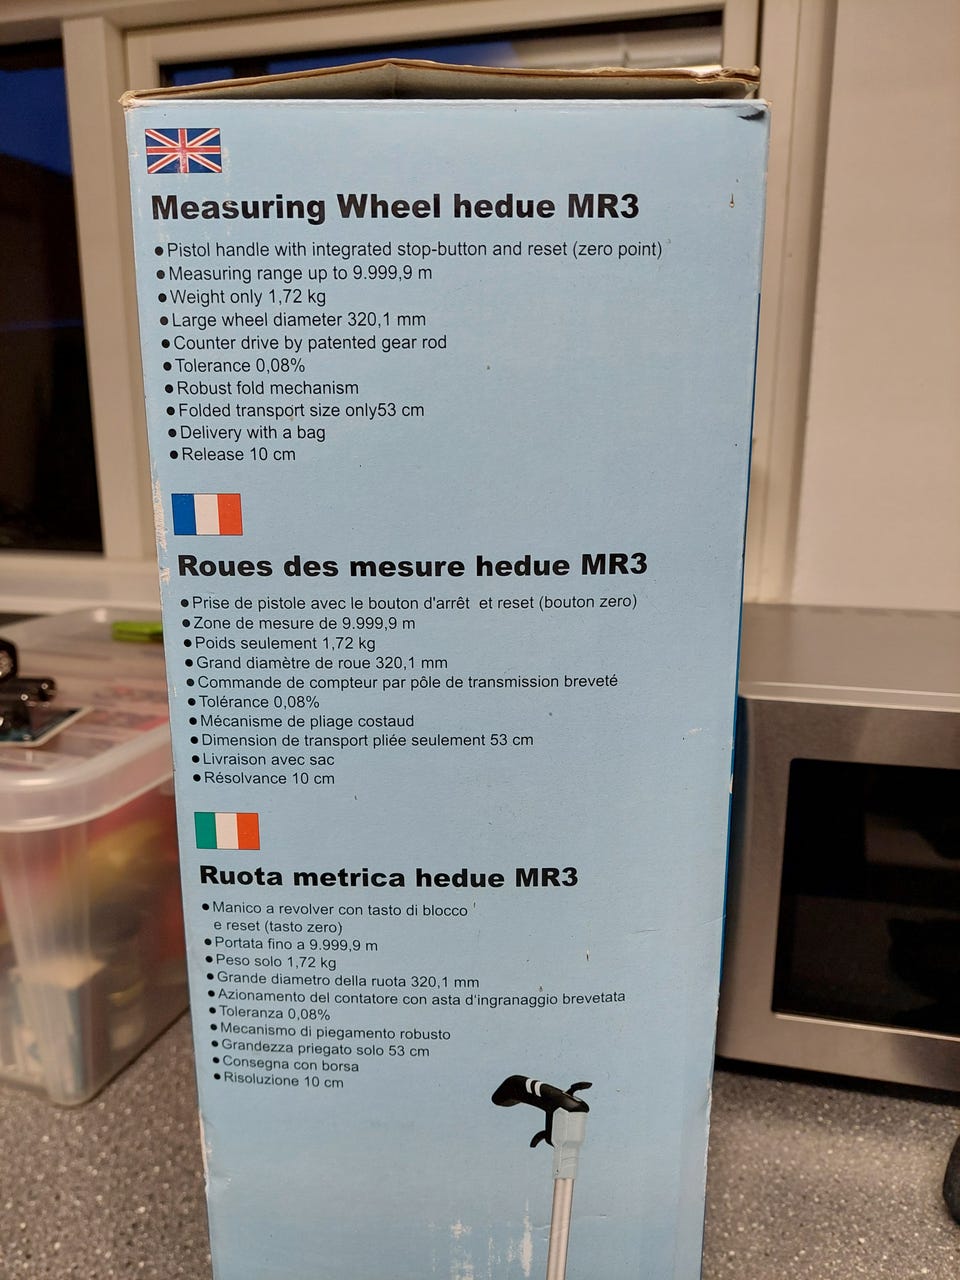 Measuring Wheel hedue MR3
●Pistol handle with integrated stop-button and reset (zero point)
●Measuring range up to 9.999,9 m
●Weight only 1,72 kg
●Large wheel diameter 320,1 mm
●Counter drive by patented gear rod
●Tolerance 0,08%
●Robust fold mechanism
●Folded transport size only53 cm
●Delivery with a bag
●Release 10 cm
Roues des mesure hedue MR3
●Prise de pistole avec le bouton d'arrêt et reset (bouton zero)
●Zone de mesure de 9.999,9 m
●Poids seulement 1,72 kg
●Grand diamètre de roue 320,1 mm
●Commande de compteur par pôle de transmission breveté
●Tolérance 0,08%
●Mécanisme de pliage costaud
●Dimension de transport pliée seulement 53 cm
●Livraison avec sac
●Résolvance 10 cm
Ruota metrica hedue MR3
●Manico a revolver con tasto di blocco
e reset (tasto zero)
●Portata fino a 9.999,9 m
●Peso solo 1,72 kg
●Grande diametro della ruota 320,1 mm
●Azionamento del contatore con asta d'ingranaggio brevetata
●Toleranza 0,08%
●Mecanismo di piegamento robusto
●Grandezza priegato solo 53 cm
●Consegna con borsa
●Risoluzione 10 cm